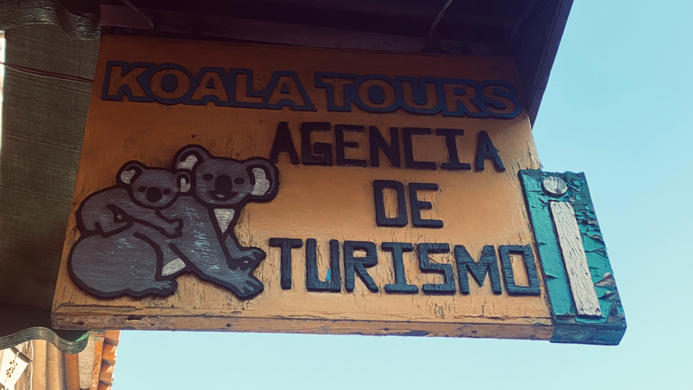 KOALA TOURS
AGENCIA
DE
TURISMO
i